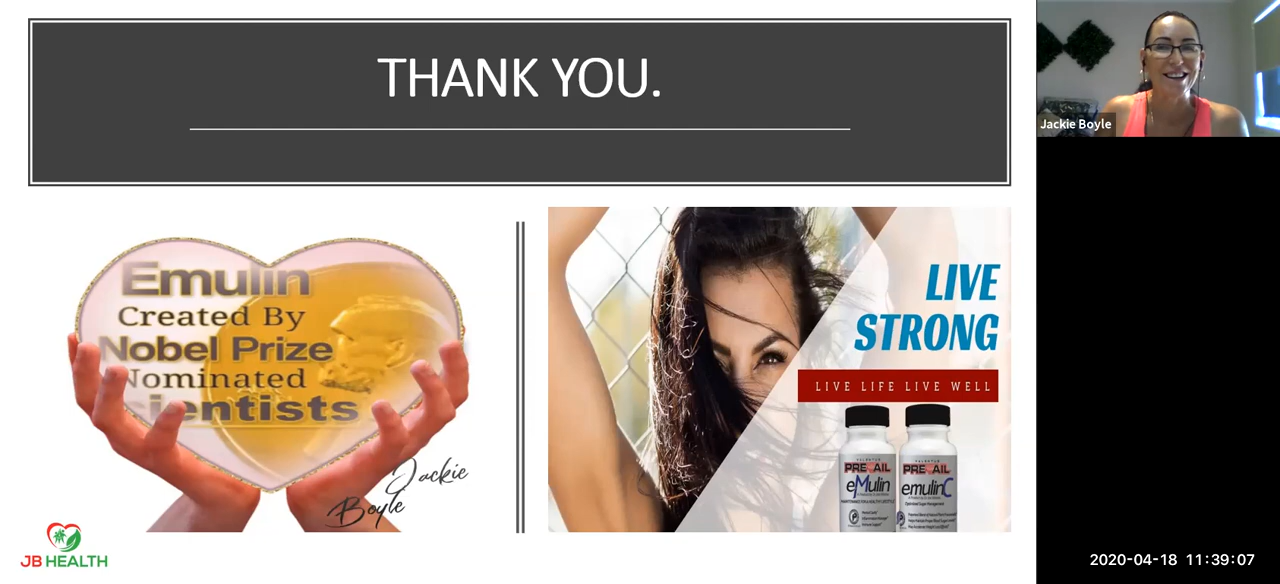 THANK YOU.
Jackie Boyle
Emulin
Created By
Nobel Prize
Nominated
Scientists
Jackie
Boyle
LIVE
STRONG
LIVE LIFE LIVE WELL
PREVAIL
eMulin
PREVAIL
emulinC
JB HEALTH
2020-04-18 11:39:07